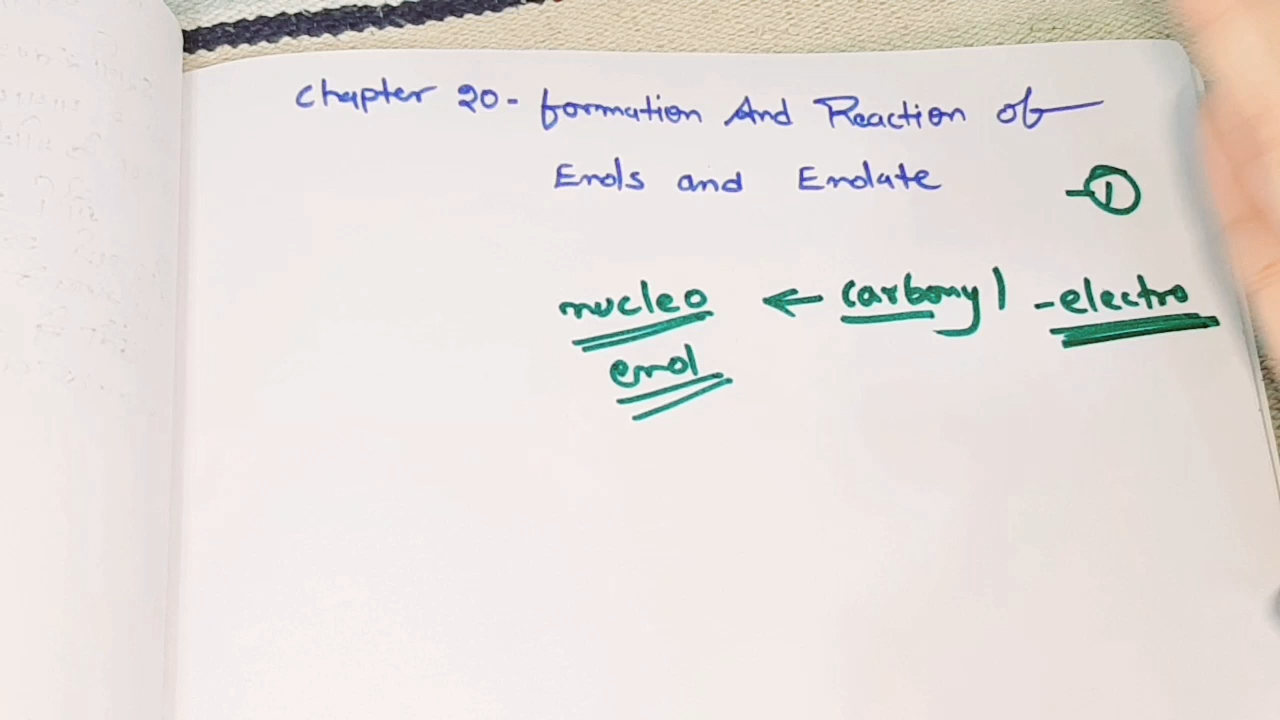 Chapter 20- formation And Reaction of
Enols and Enolate
①
nucleo ← carbonyl - electro
enol